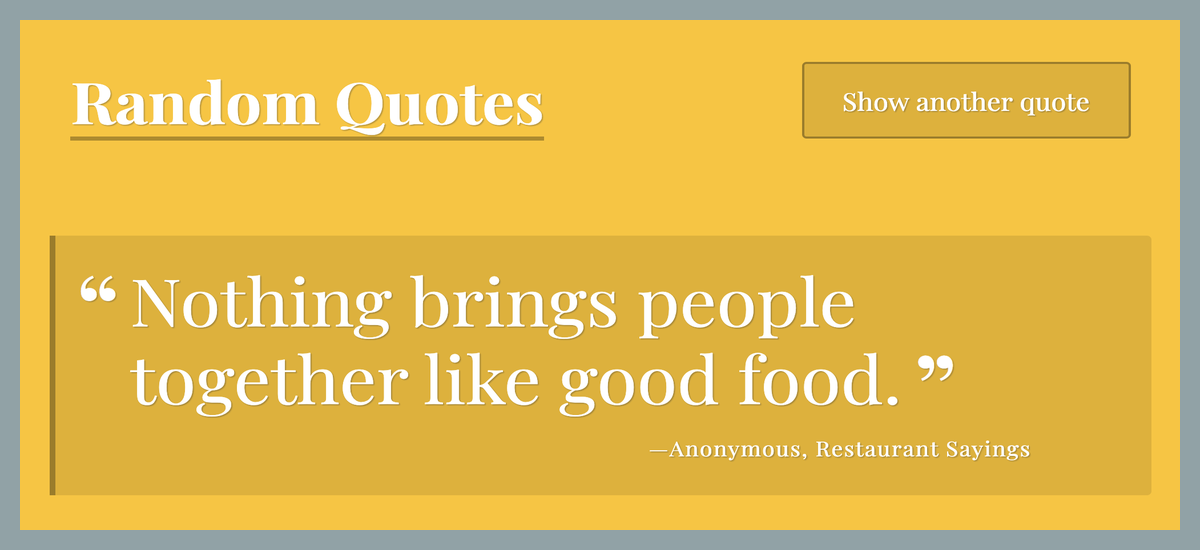 Random Quotes
Show another quote
“ Nothing brings people
together like good food. ”
—Anonymous, Restaurant Sayings